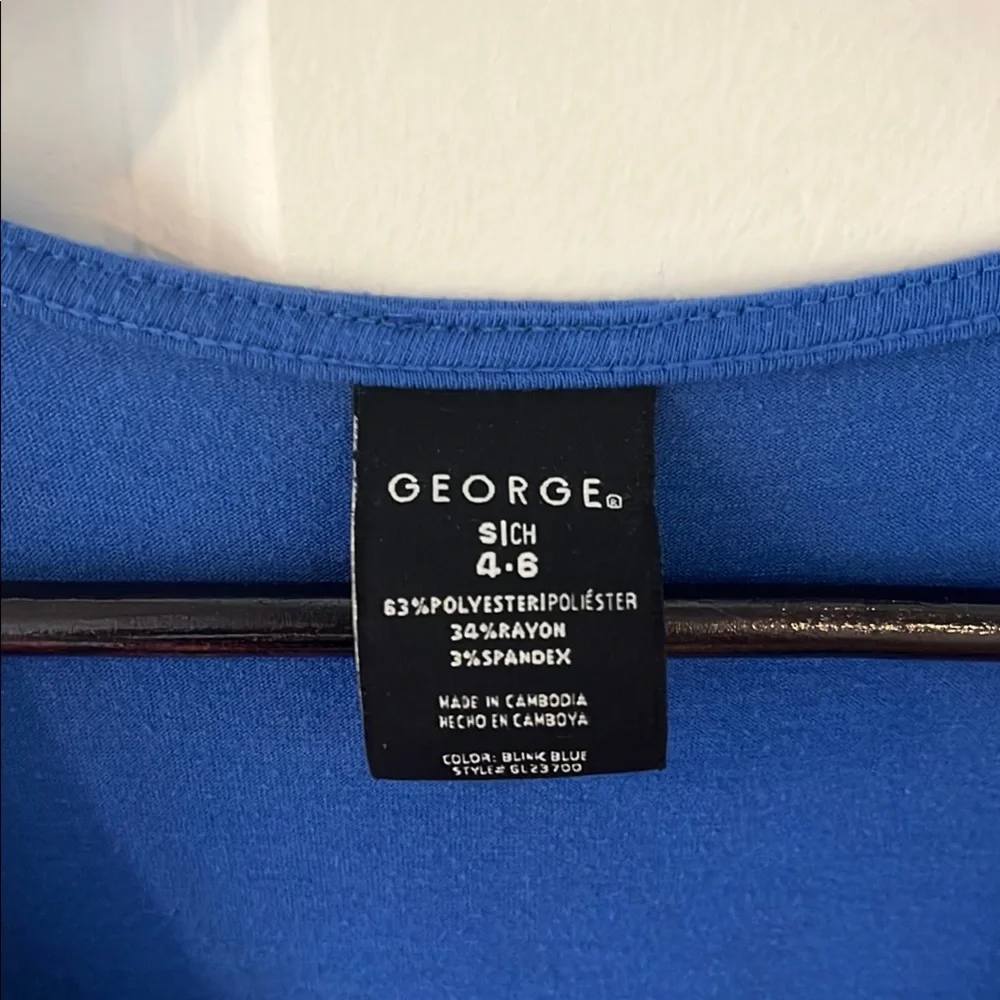 GEORGE®
S|CH
4·6
63%POLYESTER|POLIÉSTER
34%RAYON
3%SPANDEX
MADE IN CAMBODIA
HECHO EN CAMBOYA
COLOR: BLINK BLUE
STYLE# GL23700